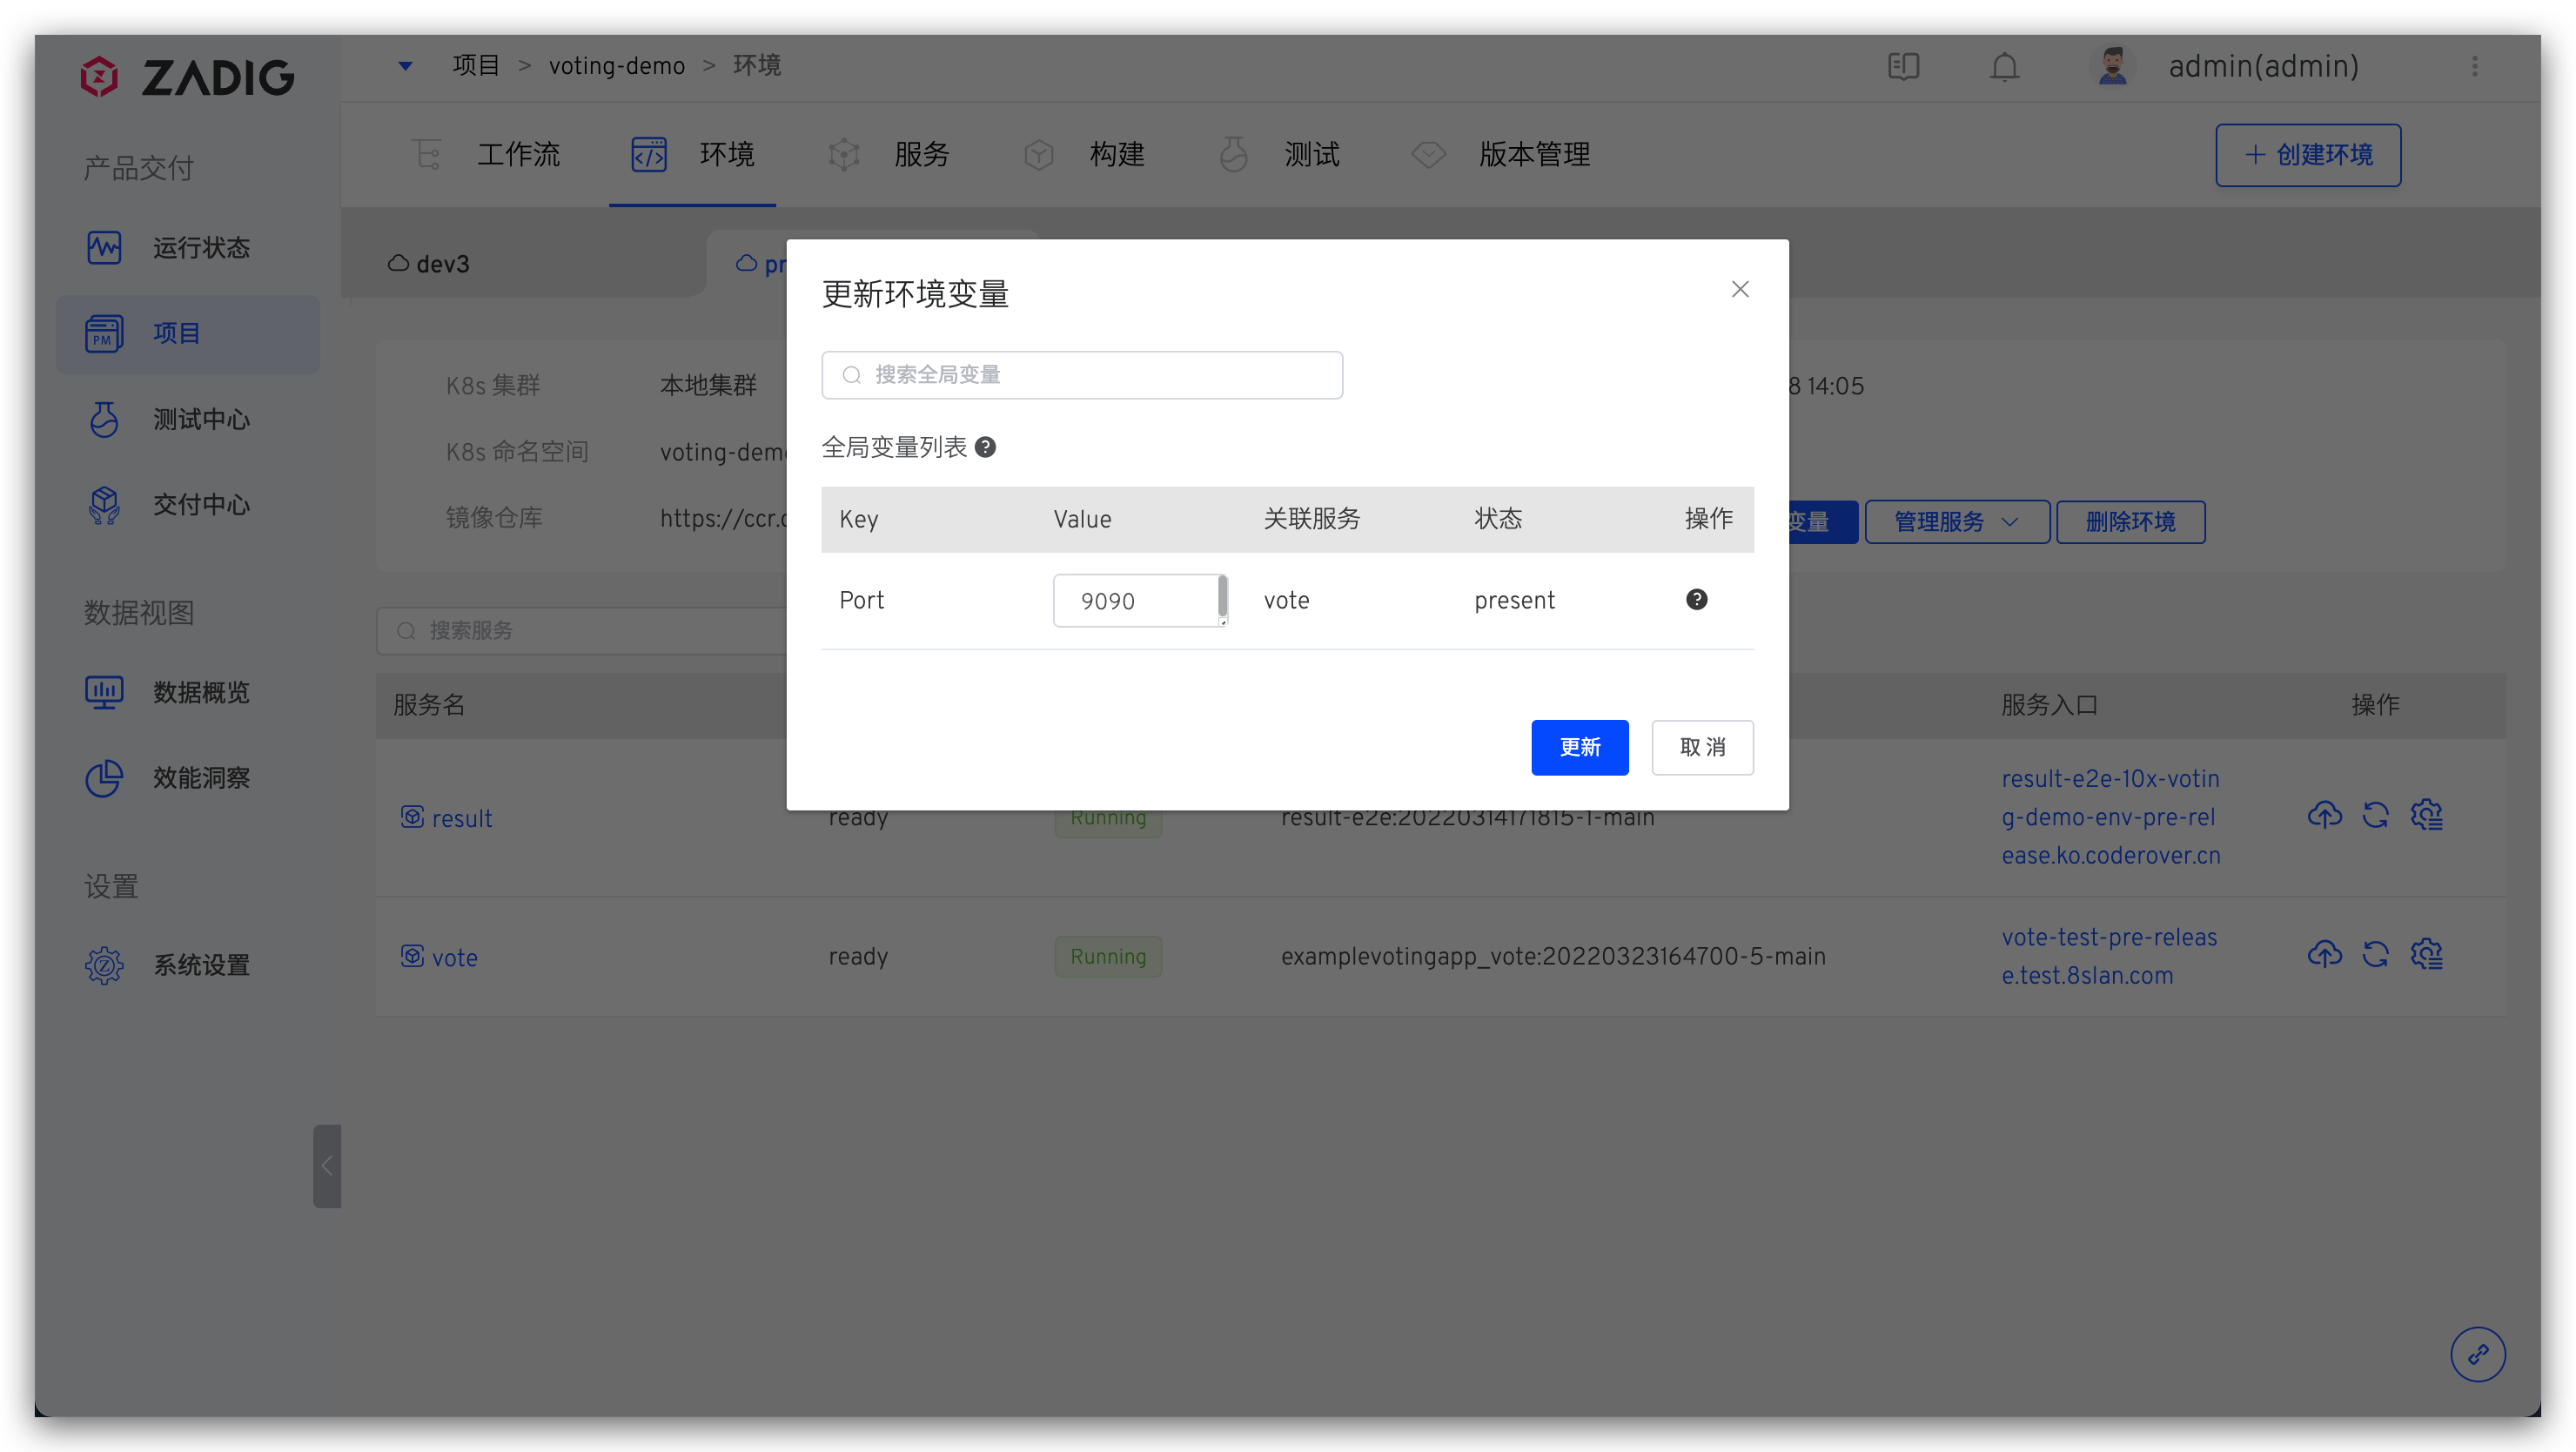 ZADIG
项目 > voting-demo > 环境
admin(admin)
产品交付
运行状态
项目
PM
测试中心
交付中心
数据视图
数据概览
效能洞察
设置
系统设置
工作流 环境 服务 构建 测试 版本管理
+ 创建环境
dev3
pr
K8s 集群 本地集群
8 14:05
K8s 命名空间 voting-dem
镜像仓库 https://ccr.
变量 管理服务 删除环境
搜索服务
服务名 服务入口 操作
result ready Running result-e2e:20220314171815-1-main
result-e2e-10x-votin
g-demo-env-pre-rel
ease.ko.coderover.cn
vote ready Running examplevotingapp_vote:20220323164700-5-main
vote-test-pre-releas
e.test.8slan.com
更新环境变量
搜索全局变量
全局变量列表 ?
Key Value 关联服务 状态 操作
Port 9090 vote present ?
更新 取消